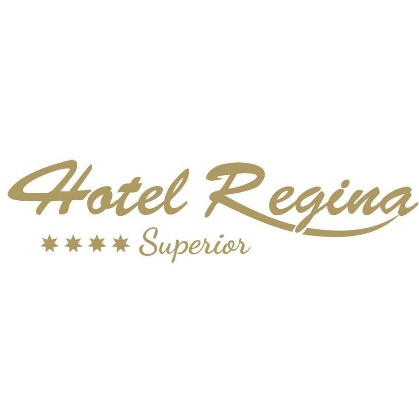 Hotel Regina
**** Superior